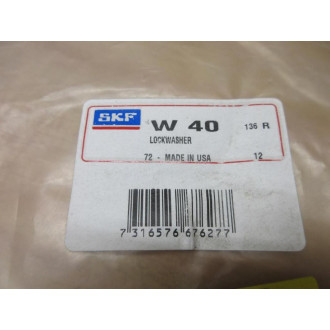 SKF W 40 136 R
LOCKWASHER
72 - MADE IN USA 12
7 316576 676277